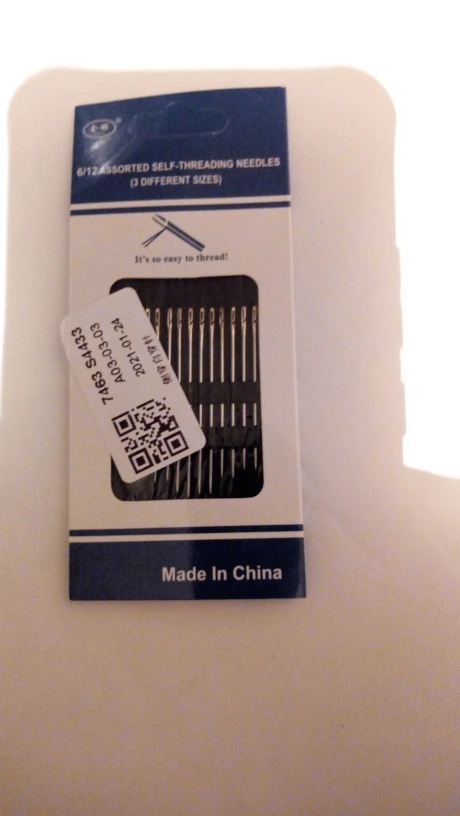 6/12 ASSORTED SELF-THREADING NEEDLES
(3 DIFFERENT SIZES)
It's so easy to thread!
7463 S4433
A03-03-03
2021-01-24
Made In China